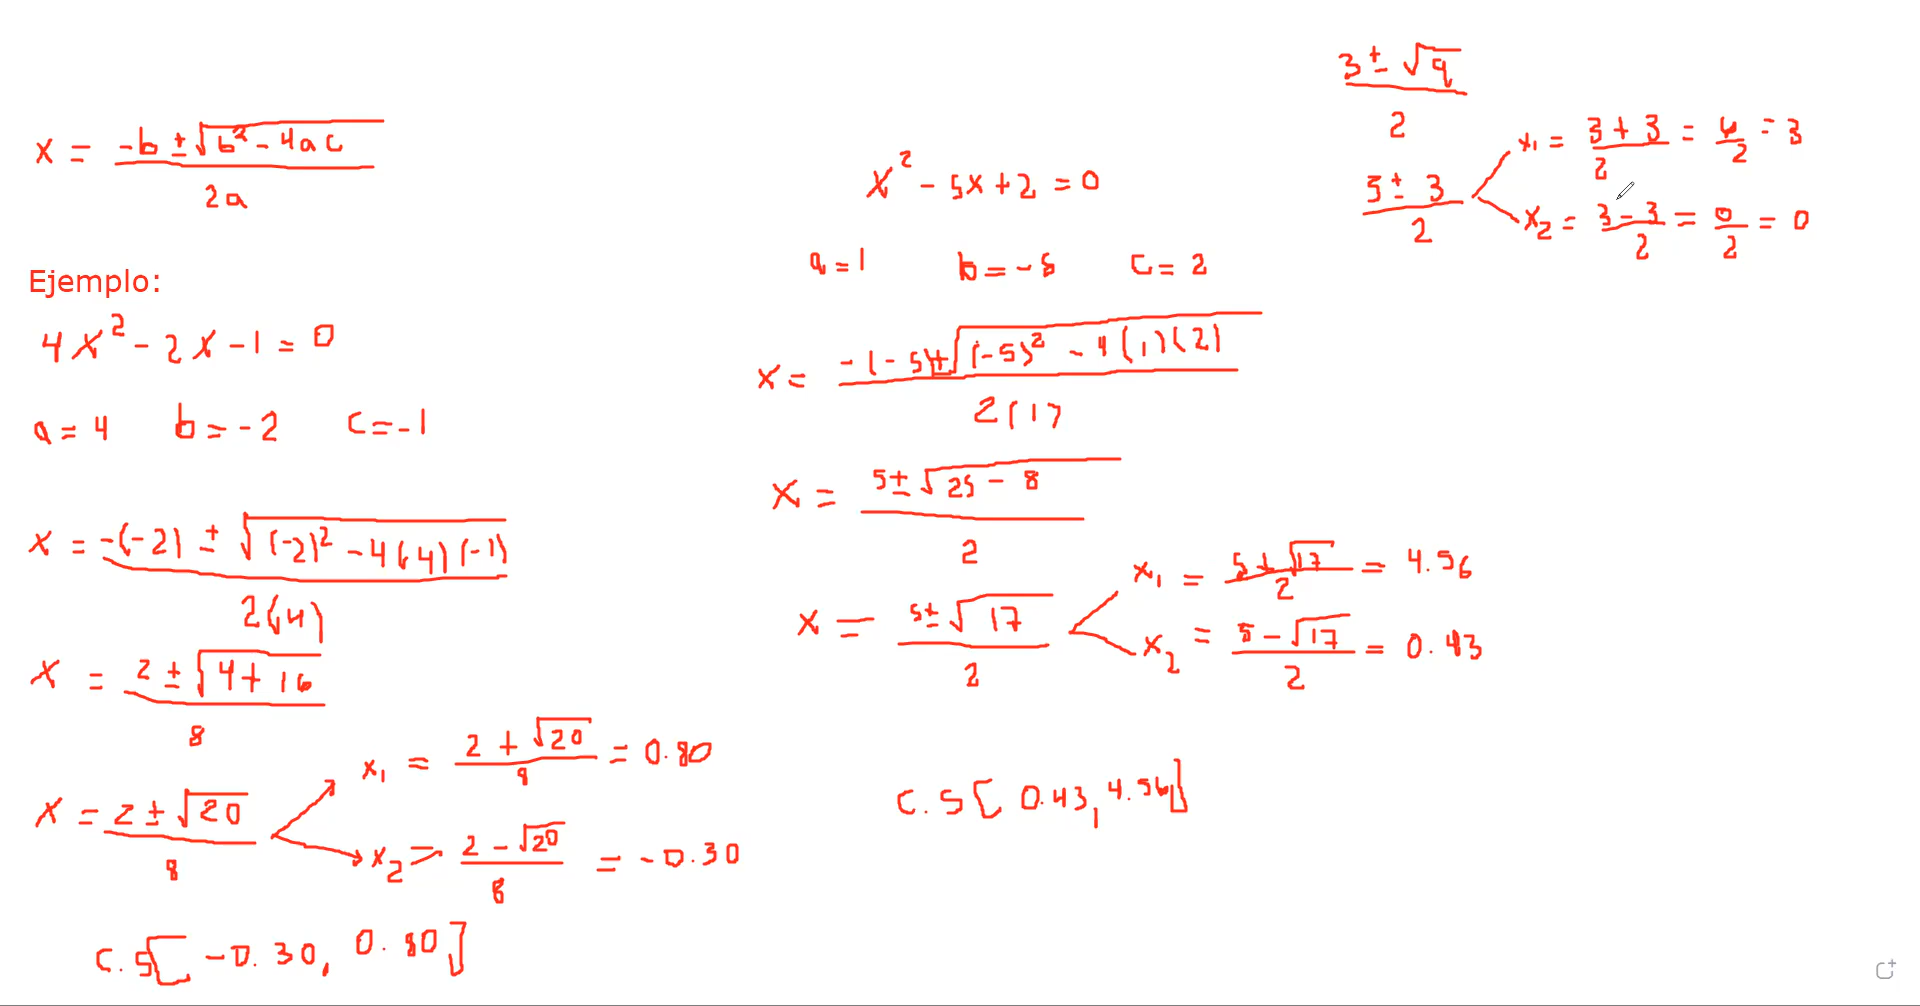 x = (-b ± √(b² - 4ac)) / 2a
Ejemplo:
4x² - 2x - 1 = 0
a = 4 b = -2 c = -1
x = (-(-2) ± √((-2)² - 4(4)(-1))) / 2(4)
x = (2 ± √(4 + 16)) / 8
x = (2 ± √20) / 8
x₁ = (2 + √20) / 8 = 0.80
x₂ = (2 - √20) / 8 = -0.30
C.S [-0.30, 0.80]
x² - 5x + 2 = 0
a = 1 b = -5 c = 2
x = (-(-5) ± √((-5)² - 4(1)(2))) / 2(1)
x = (5 ± √(25 - 8)) / 2
x = (5 ± √17) / 2
x₁ = (5 + √17) / 2 = 4.56
x₂ = (5 - √17) / 2 = 0.43
C.S [0.43, 4.56]
(3 ± √9) / 2
(3 ± 3) / 2
x₁ = (3 + 3) / 2 = 6/2 = 3
x₂ = (3 - 3) / 2 = 0/2 = 0